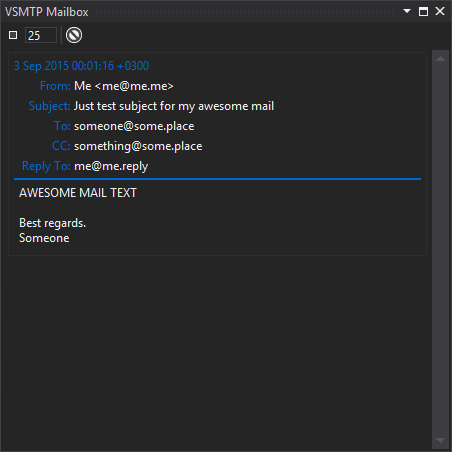 VSMTP Mailbox
25
3 Sep 2015 00:01:16 +0300
From: Me <me@me.me>
Subject: Just test subject for my awesome mail
To: someone@some.place
CC: something@some.place
Reply To: me@me.reply
AWESOME MAIL TEXT
Best regards.
Someone